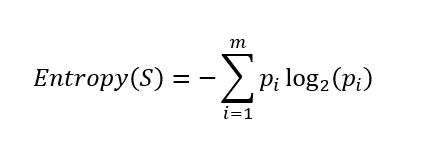 Entropy(S) = − ∑_{i=1}^{m} p_i log_2(p_i)